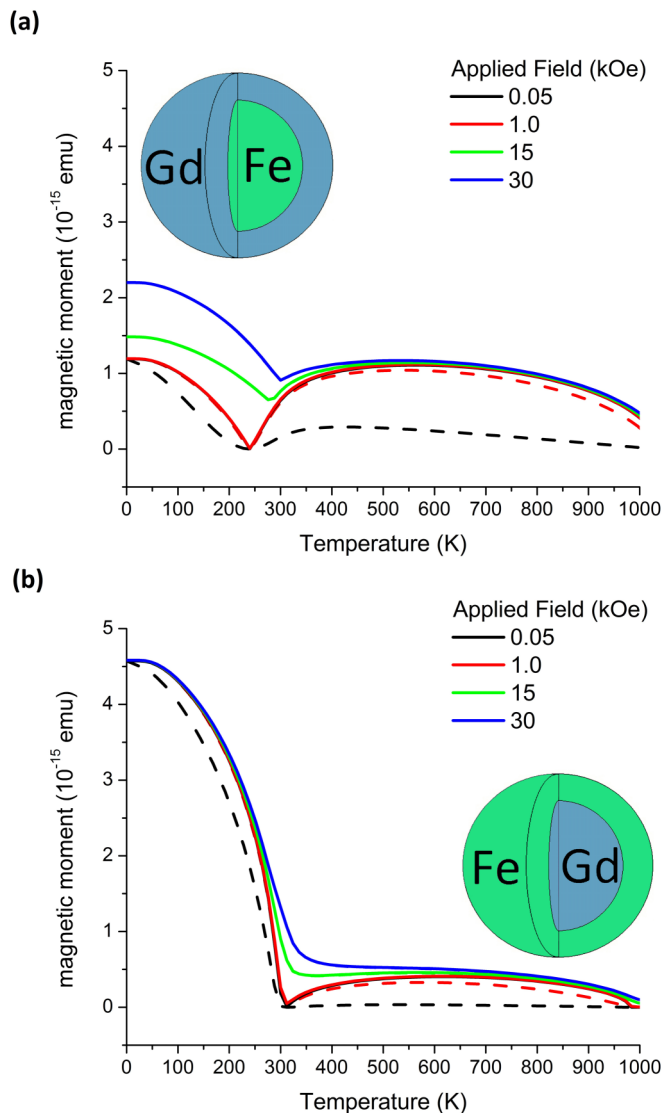 (a)
Applied Field (kOe)
0.05
1.0
15
30
Gd Fe
5
4
3
2
1
0
magnetic moment (10⁻¹⁵ emu)
0 100 200 300 400 500 600 700 800 900 1000
Temperature (K)
(b)
Applied Field (kOe)
0.05
1.0
15
30
Fe Gd
5
4
3
2
1
0
magnetic moment (10⁻¹⁵ emu)
0 100 200 300 400 500 600 700 800 900 1000
Temperature (K)